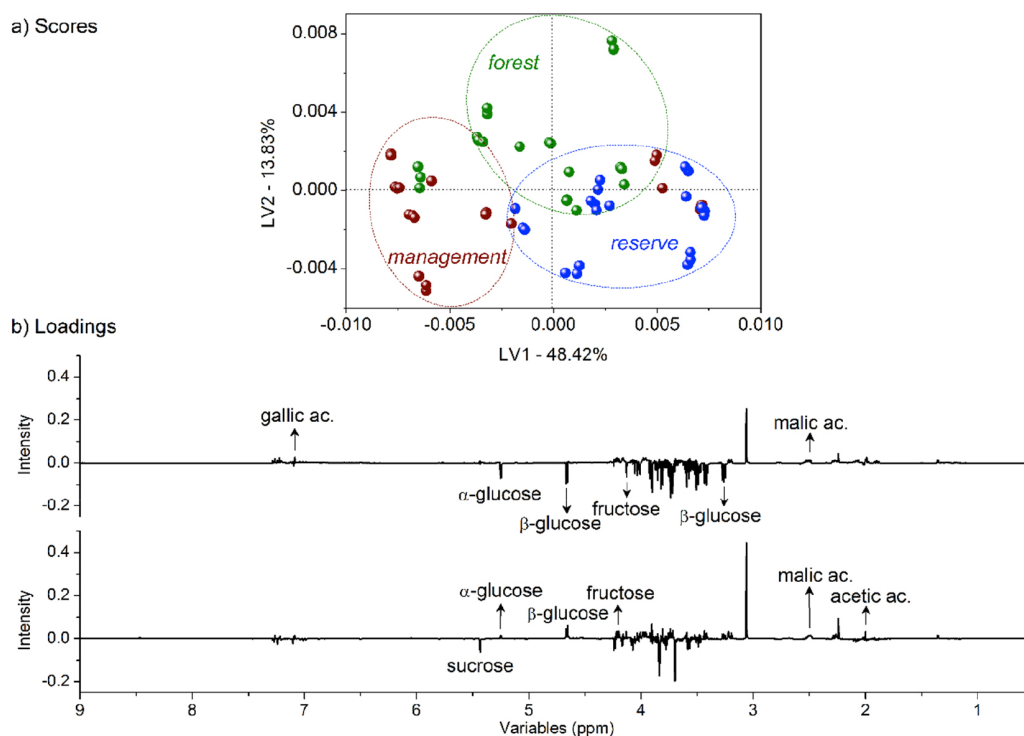 a) Scores
0.008
0.004
0.000
-0.004
LV2 - 13.83%
forest
management
reserve
-0.010 -0.005 0.000 0.005 0.010
LV1 - 48.42%
b) Loadings
0.4
0.2
0.0
-0.2
Intensity
gallic ac.
α-glucose
β-glucose
fructose
β-glucose
malic ac.
0.4
0.2
0.0
-0.2
Intensity
sucrose
α-glucose
β-glucose
fructose
malic ac.
acetic ac.
9 8 7 6 5 4 3 2 1
Variables (ppm)